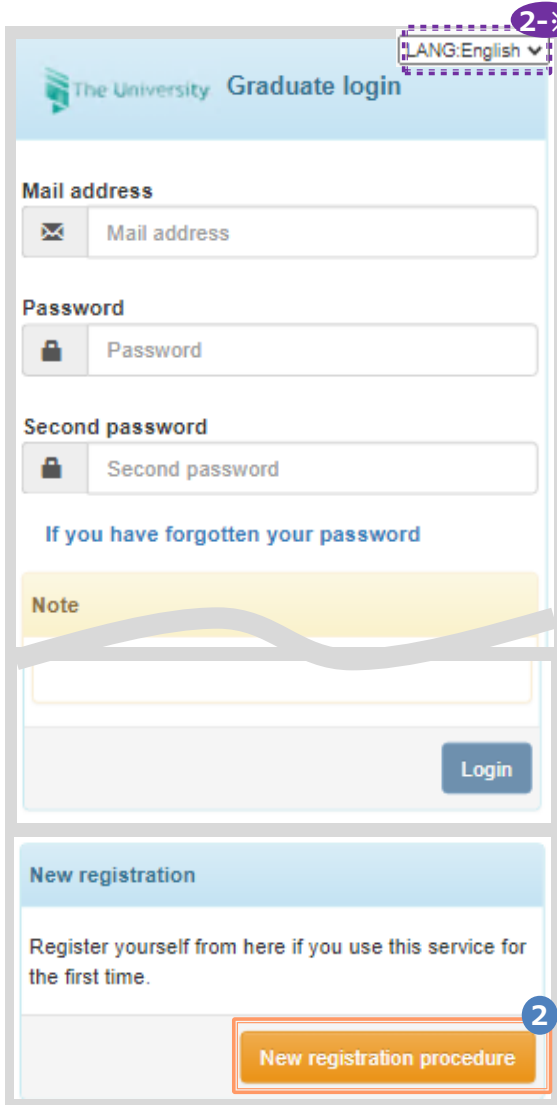 2-
LANG:English
The University Graduate login
Mail address
Mail address
Password
Password
Second password
Second password
If you have forgotten your password
Note
Login
New registration
Register yourself from here if you use this service for
the first time.
2
New registration procedure